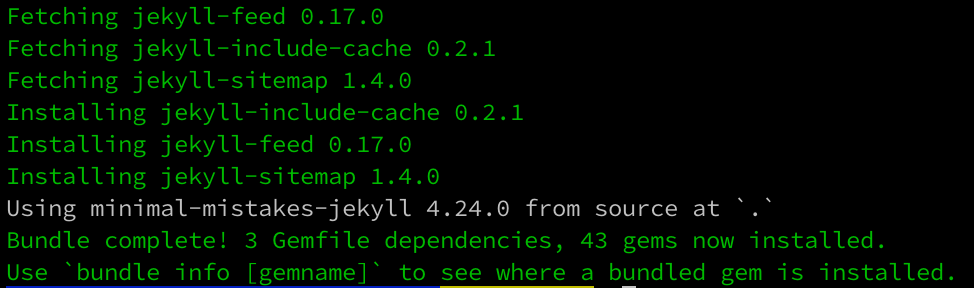 Fetching jekyll-feed 0.17.0
Fetching jekyll-include-cache 0.2.1
Fetching jekyll-sitemap 1.4.0
Installing jekyll-include-cache 0.2.1
Installing jekyll-feed 0.17.0
Installing jekyll-sitemap 1.4.0
Using minimal-mistakes-jekyll 4.24.0 from source at `.`
Bundle complete! 3 Gemfile dependencies, 43 gems now installed.
Use `bundle info [gemname]` to see where a bundled gem is installed.